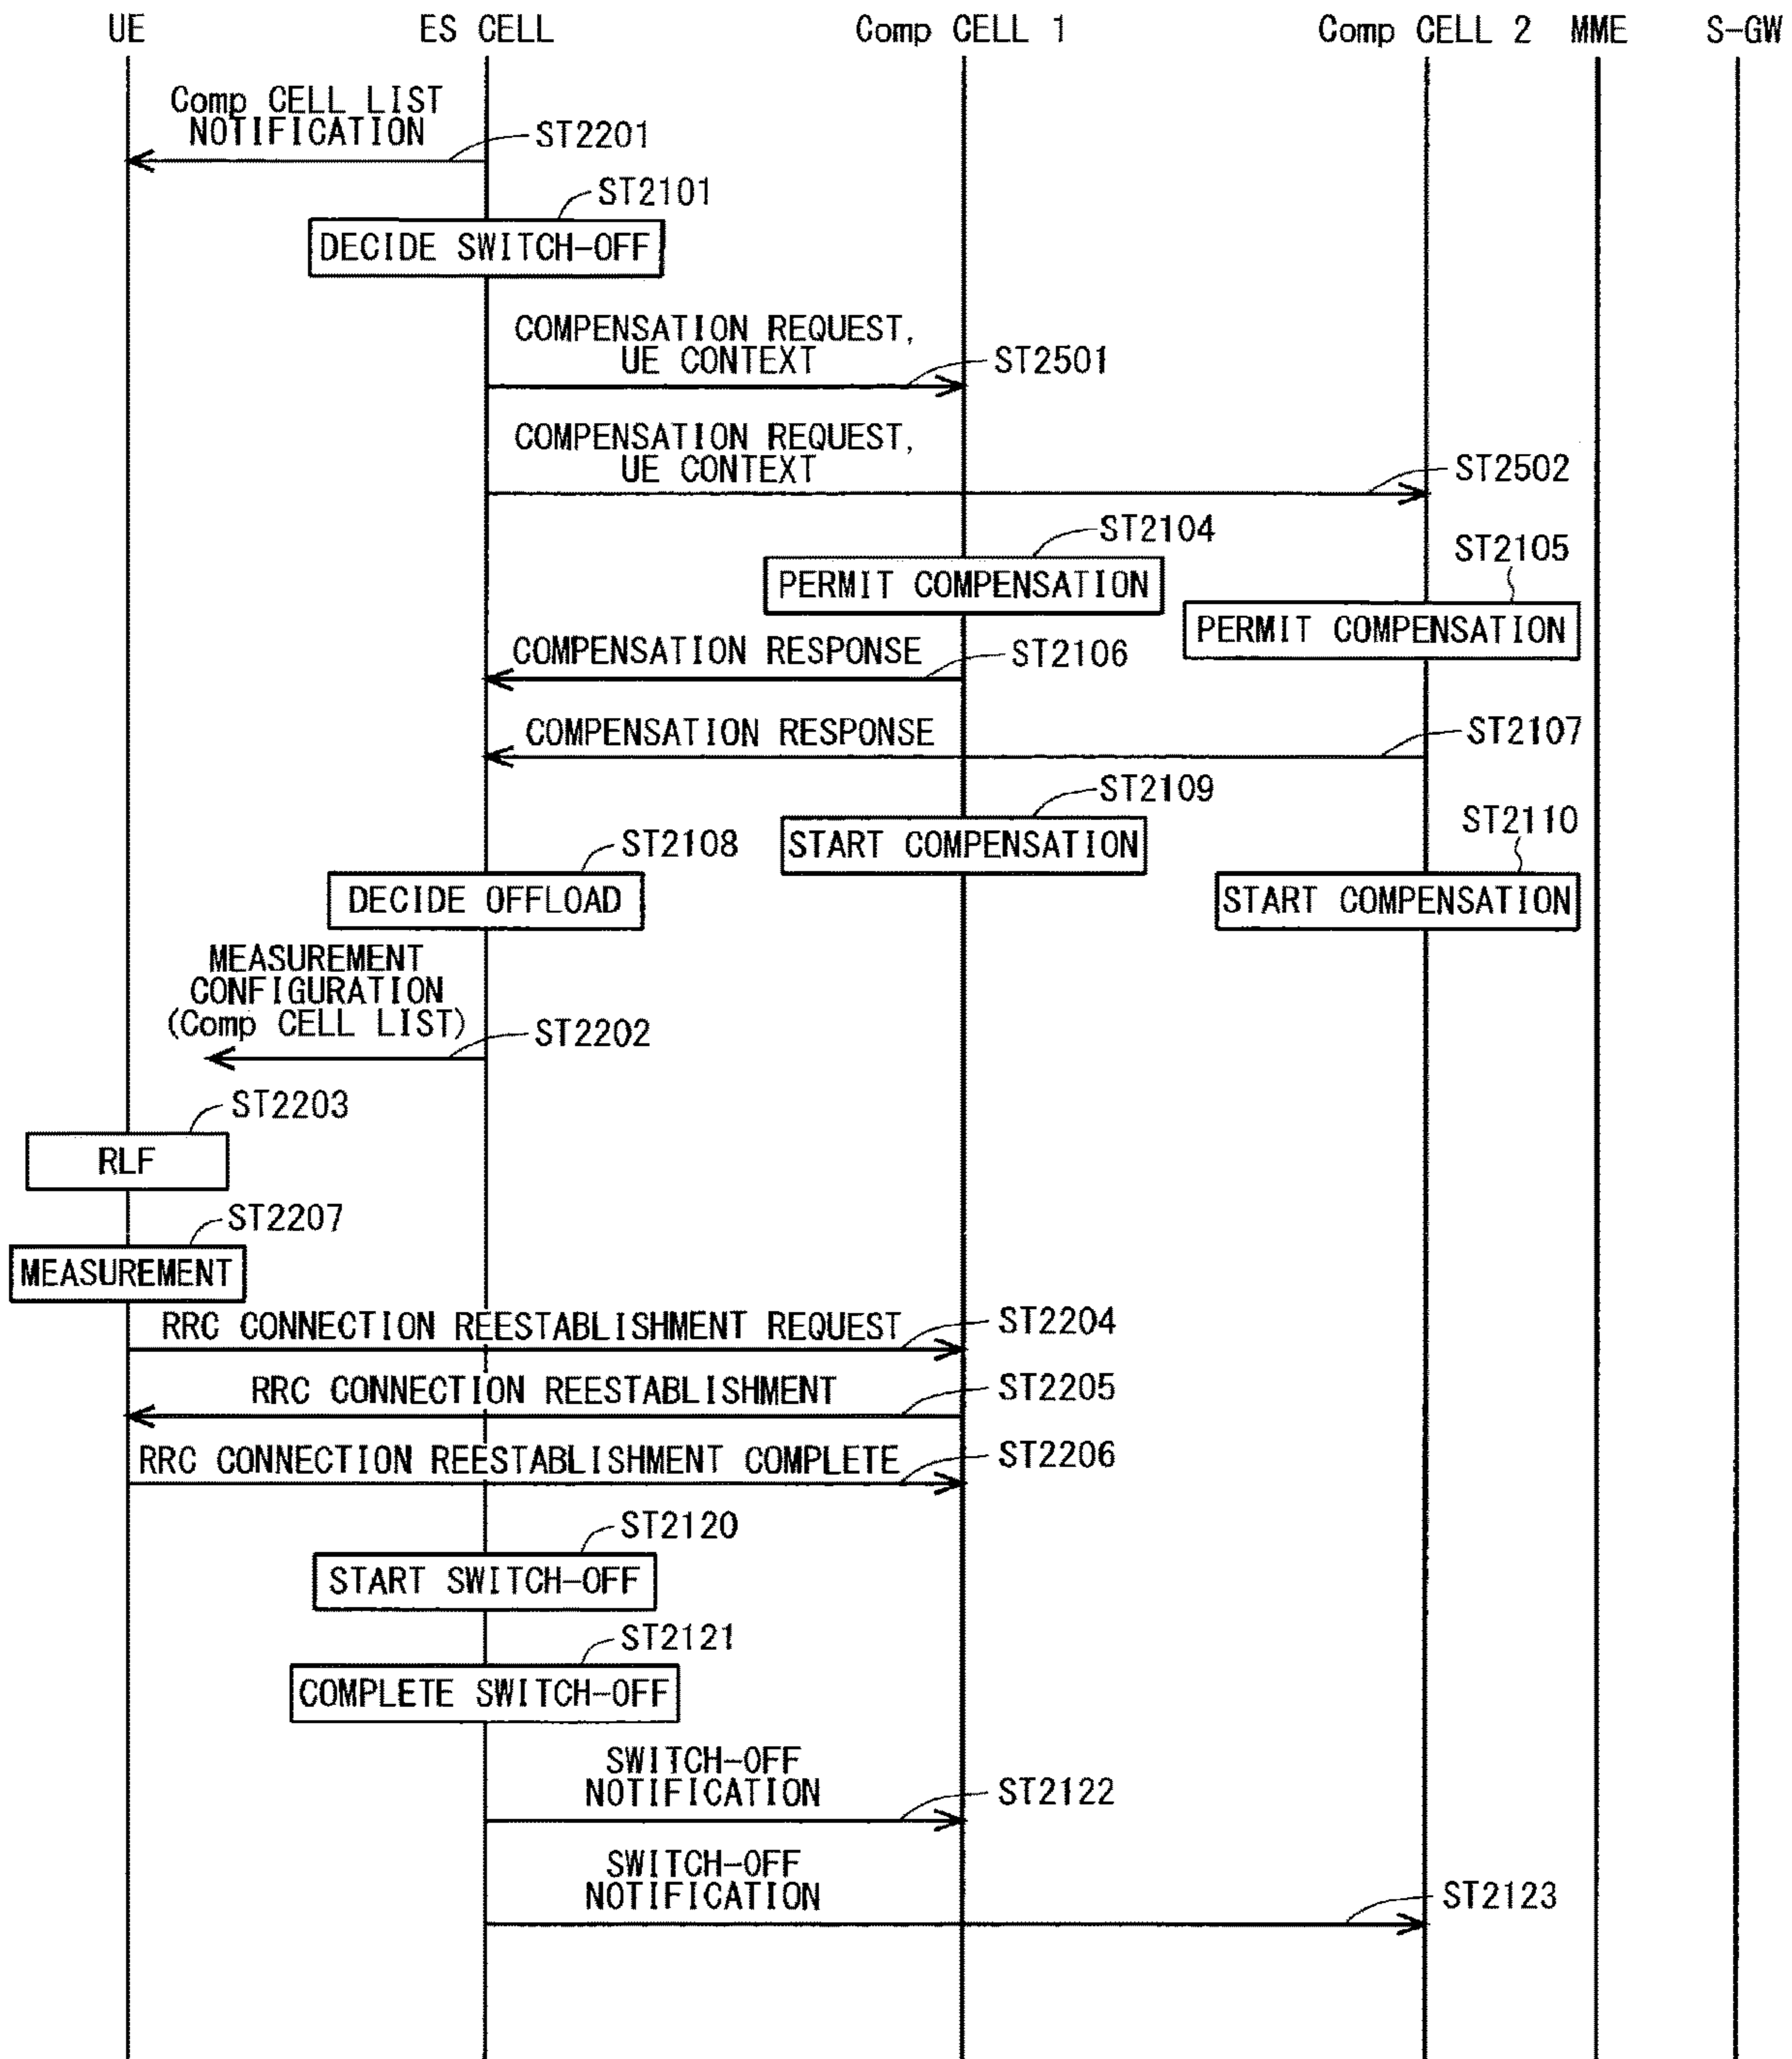 UE
ES CELL
Comp CELL 1
Comp CELL 2
MME
S-GW
Comp CELL LIST
NOTIFICATION
ST2201
ST2101
DECIDE SWITCH-OFF
COMPENSATION REQUEST,
UE CONTEXT
ST2501
COMPENSATION REQUEST,
UE CONTEXT
ST2502
ST2104
PERMIT COMPENSATION
ST2105
PERMIT COMPENSATION
COMPENSATION RESPONSE
ST2106
COMPENSATION RESPONSE
ST2107
ST2109
START COMPENSATION
ST2108
DECIDE OFFLOAD
ST2110
START COMPENSATION
MEASUREMENT
CONFIGURATION
(Comp CELL LIST)
ST2202
ST2203
RLF
ST2207
MEASUREMENT
RRC CONNECTION REESTABLISHMENT REQUEST
ST2204
RRC CONNECTION REESTABLISHMENT
ST2205
RRC CONNECTION REESTABLISHMENT COMPLETE
ST2206
ST2120
START SWITCH-OFF
ST2121
COMPLETE SWITCH-OFF
SWITCH-OFF
NOTIFICATION
ST2122
SWITCH-OFF
NOTIFICATION
ST2123